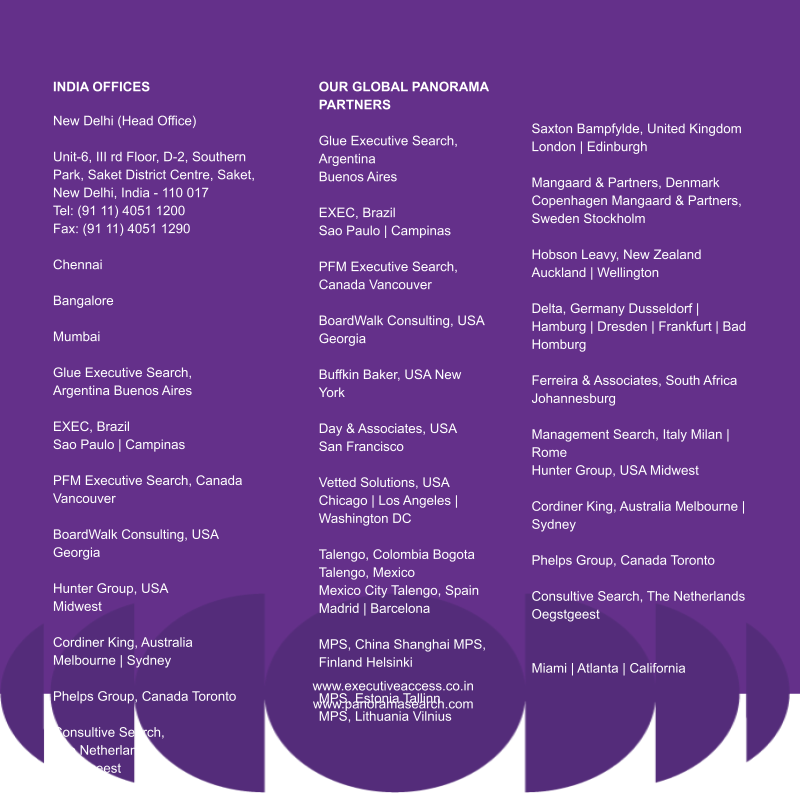 INDIA OFFICES
New Delhi (Head Office)
Unit-6, III rd Floor, D-2, Southern
Park, Saket District Centre, Saket,
New Delhi, India - 110 017
Tel: (91 11) 4051 1200
Fax: (91 11) 4051 1290
Chennai
Bangalore
Mumbai
Glue Executive Search,
Argentina Buenos Aires
EXEC, Brazil
Sao Paulo | Campinas
PFM Executive Search, Canada
Vancouver
BoardWalk Consulting, USA
Georgia
Hunter Group, USA
Midwest
Cordiner King, Australia
Melbourne | Sydney
Phelps Group, Canada Toronto
Search,
OUR GLOBAL PANORAMA
PARTNERS
Glue Executive Search,
Argentina
Buenos Aires
EXEC, Brazil
Sao Paulo | Campinas
PFM Executive Search,
Canada Vancouver
BoardWalk Consulting, USA
Georgia
Buffkin Baker, USA New
York
Day & Associates, USA
San Francisco
Vetted Solutions, USA
Chicago | Los Angeles |
Washington DC
Talengo, Colombia Bogota
Talengo, Mexico
Mexico City Talengo, Spain
Madrid | Barcelona
MPS, China Shanghai MPS,
Finland Helsinki
www.executiveaccess.co.in
MPS, Estonia Tallinn
www.panoramasearch.com
MPS, Lithuania Vilnius
Saxton Bampfylde, United Kingdom
London | Edinburgh
Mangaard & Partners, Denmark
Copenhagen Mangaard & Partners,
Sweden Stockholm
Hobson Leavy, New Zealand
Auckland | Wellington
Delta, Germany Dusseldorf |
Hamburg | Dresden | Frankfurt | Bad
Homburg
Ferreira & Associates, South Africa
Johannesburg
Management Search, Italy Milan |
Rome
Hunter Group, USA Midwest
Cordiner King, Australia Melbourne |
Sydney
Phelps Group, Canada Toronto
Consultive Search, The Netherlands
Oegstgeest
Miami | Atlanta | California